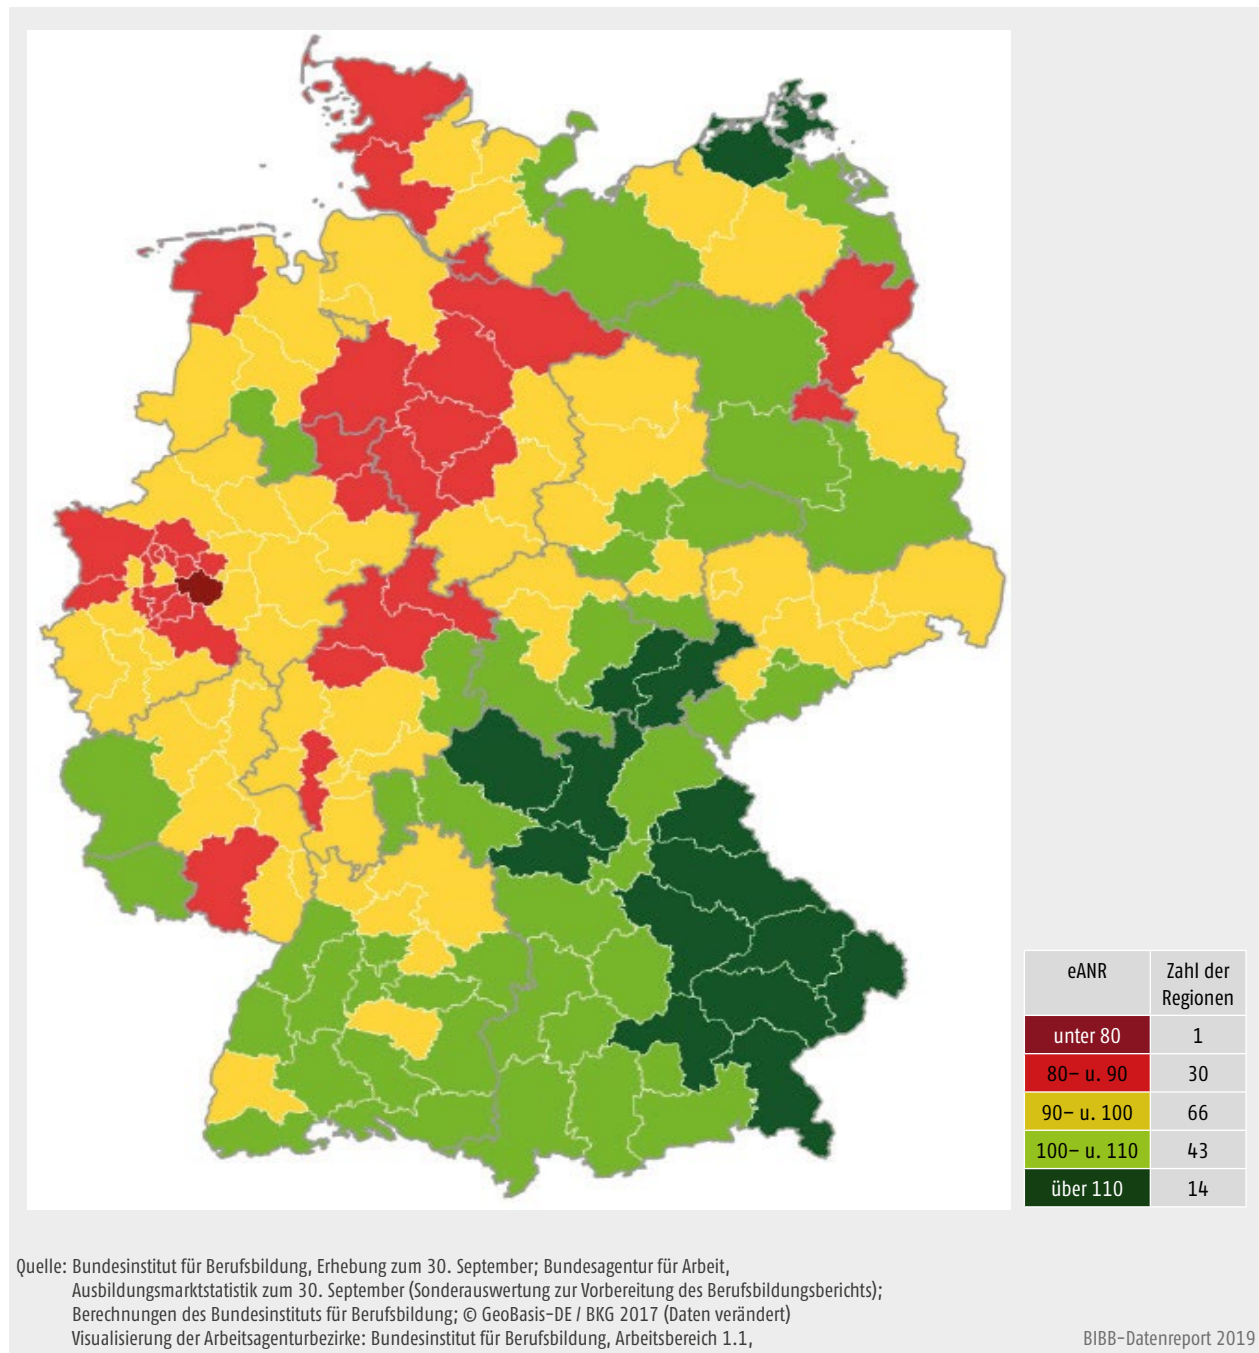 eANR Zahl der Regionen
unter 80 1
80– u. 90 30
90– u. 100 66
100– u. 110 43
über 110 14
Quelle: Bundesinstitut für Berufsbildung, Erhebung zum 30. September; Bundesagentur für Arbeit,
Ausbildungsmarktstatistik zum 30. September (Sonderauswertung zur Vorbereitung des Berufsbildungsberichts);
Berechnungen des Bundesinstituts für Berufsbildung; © GeoBasis-DE / BKG 2017 (Daten verändert)
Visualisierung der Arbeitsagenturbezirke: Bundesinstitut für Berufsbildung, Arbeitsbereich 1.1,
BIBB-Datenreport 2019